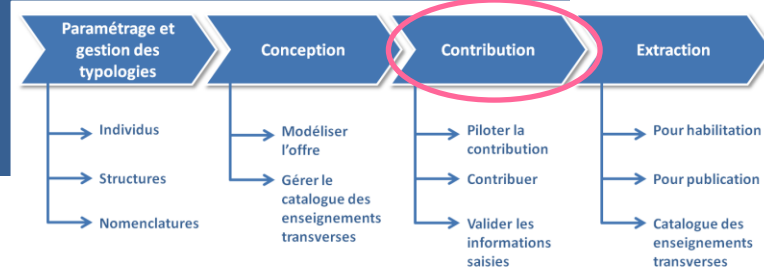 Paramétrage et
gestion des
typologies
Conception
Contribution
Extraction
Individus
Structures
Nomenclatures
Modéliser
l'offre
Gérer le
catalogue des
enseignements
transverses
Piloter la
contribution
Contribuer
Valider les
informations
saisies
Pour habilitation
Pour publication
Catalogue des
enseignements
transverses